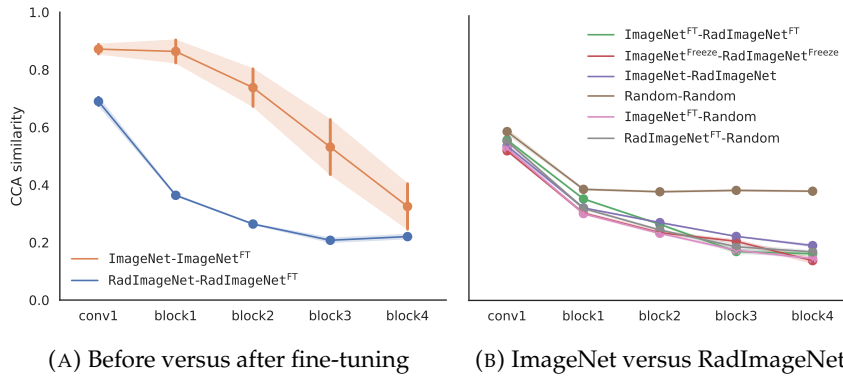 1.0
0.8
0.6
0.4
0.2
0.0
CCA similarity
ImageNet-ImageNet^FT
RadImageNet-RadImageNet^FT
conv1 block1 block2 block3 block4
ImageNet^FT-RadImageNet^FT
ImageNet^Freeze-RadImageNet^Freeze
ImageNet-RadImageNet
Random-Random
ImageNet^FT-Random
RadImageNet^FT-Random
conv1 block1 block2 block3 block4
(A) Before versus after fine-tuning
(B) ImageNet versus RadImageNet